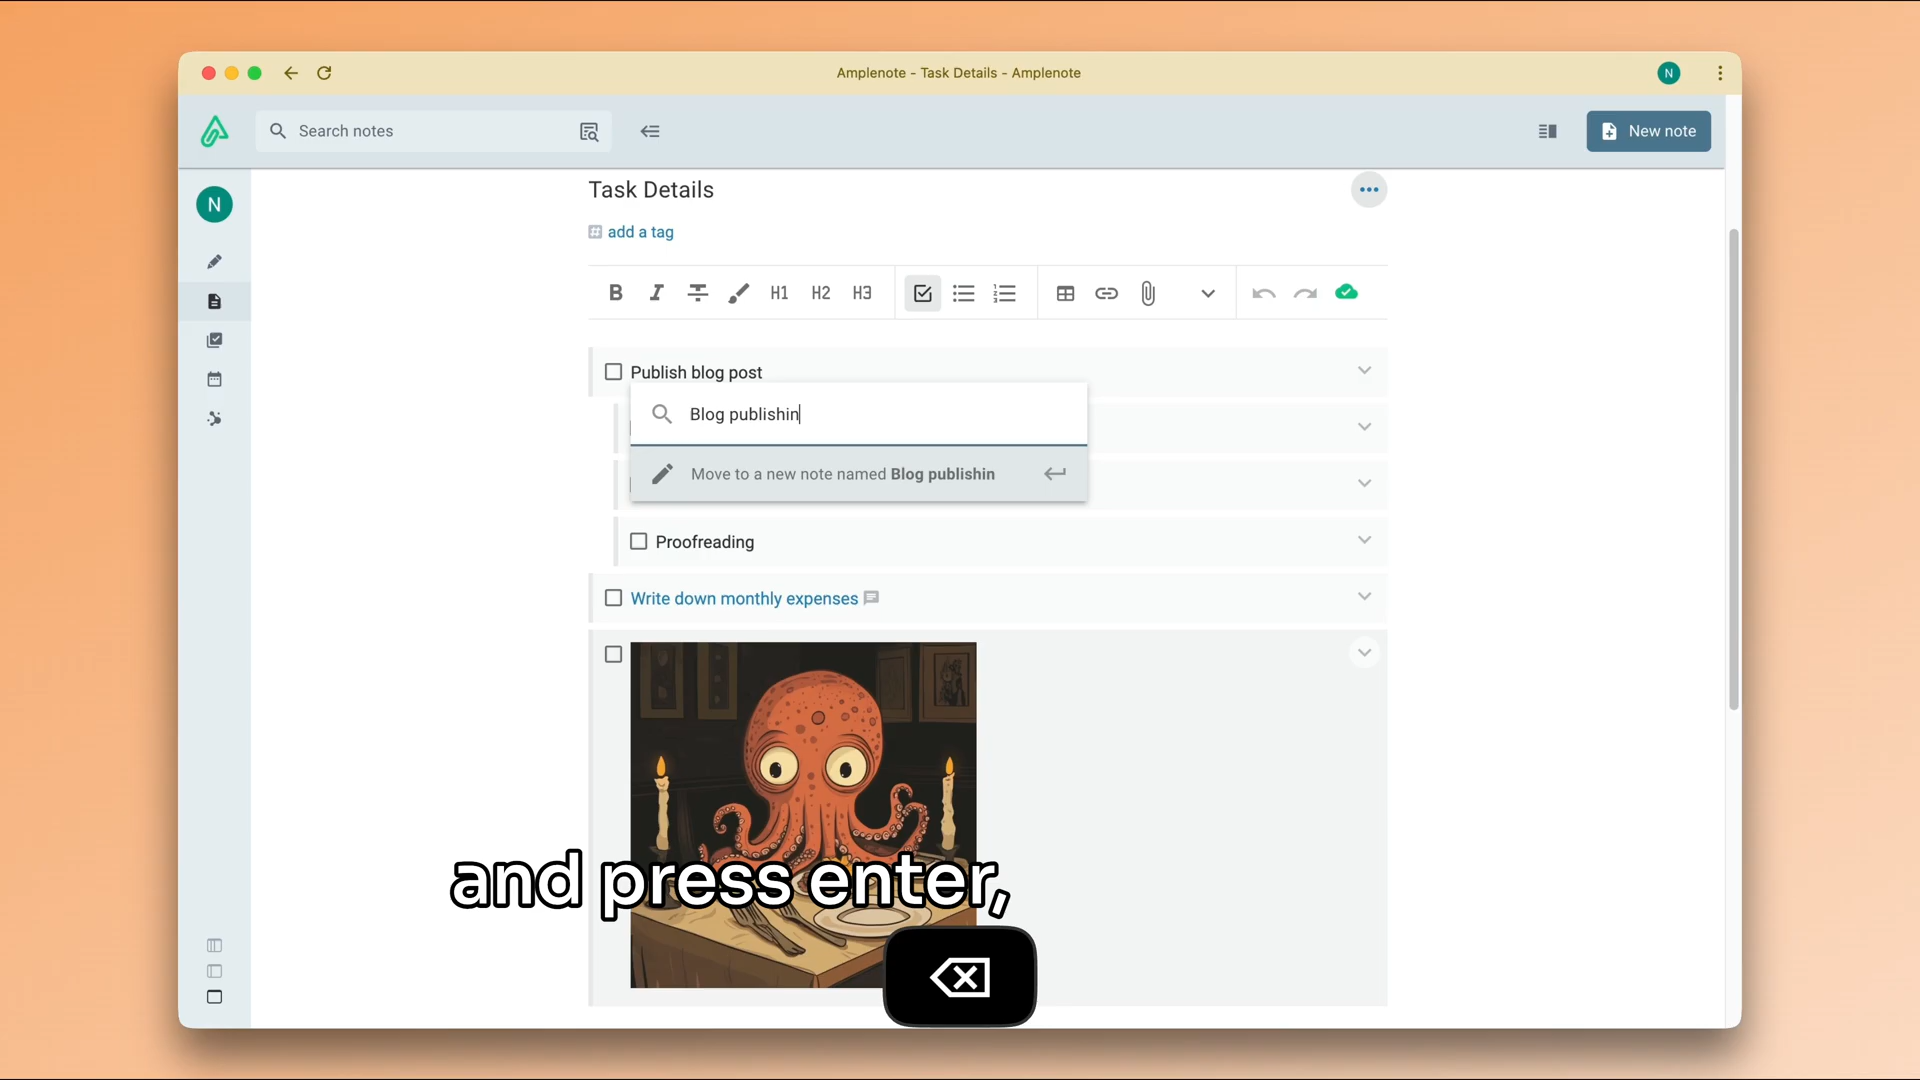 Amplenote - Task Details - Amplenote
N
Search notes
New note
N
Task Details
add a tag
B I S H1 H2 H3
Publish blog post
Blog publishin
Move to a new note named Blog publishin
Proofreading
Write down monthly expenses
and press enter,